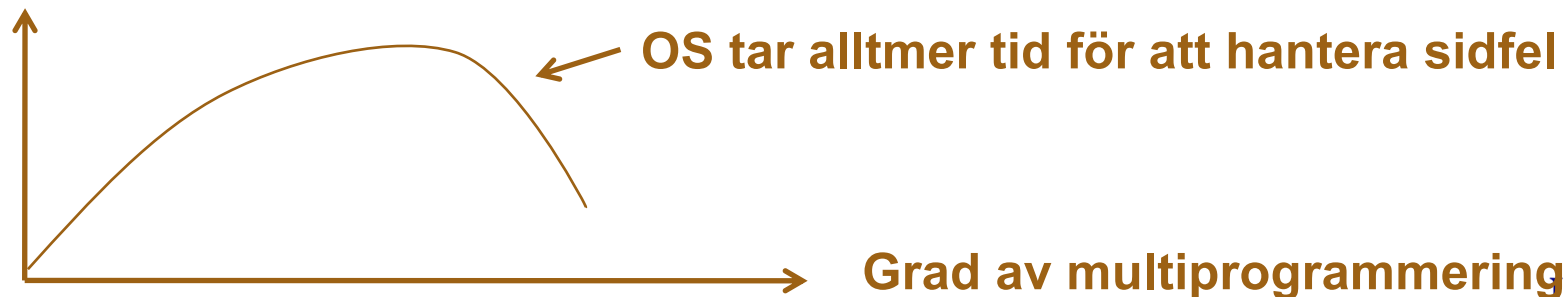 OS tar alltmer tid för att hantera sidfel
Grad av multiprogrammering